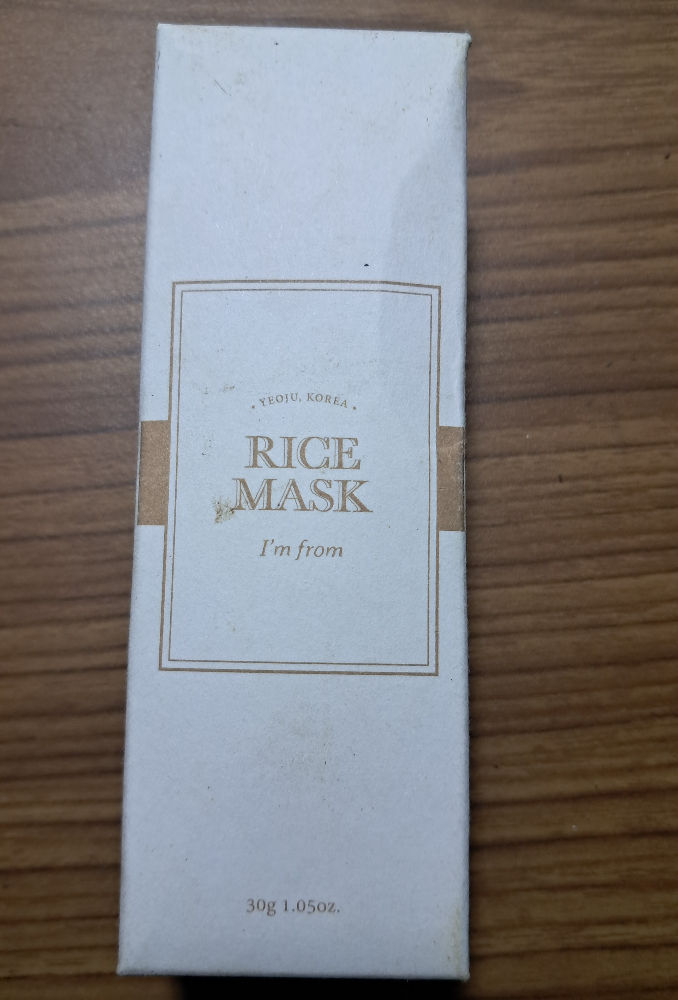 • YEOJU, KOREA •
RICE
MASK
I'm from
30g 1.05oz.